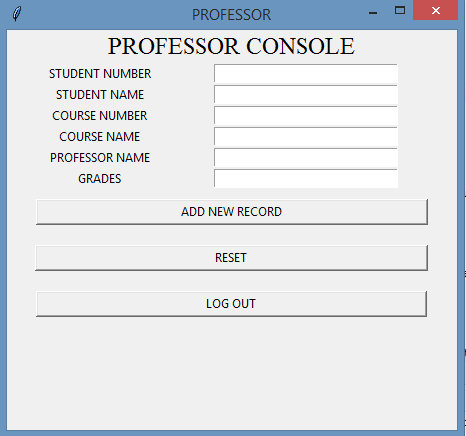 PROFESSOR
PROFESSOR CONSOLE
STUDENT NUMBER
STUDENT NAME
COURSE NUMBER
COURSE NAME
PROFESSOR NAME
GRADES
ADD NEW RECORD
RESET
LOG OUT